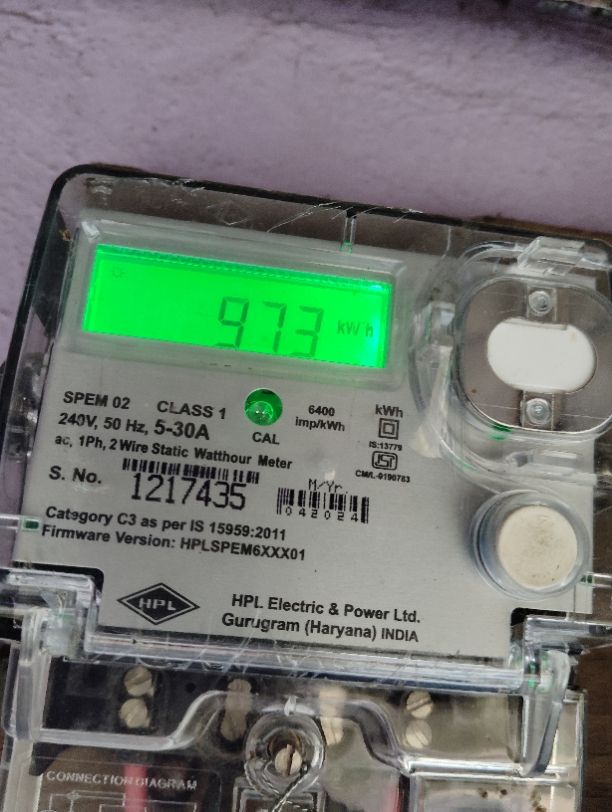 973 kWh
SPEM 02 CLASS 1
6400 imp/kWh
kWh
240V, 50 Hz, 5-30A
CAL
IS:13779
ac, 1Ph, 2 Wire Static Watthour Meter
CM/L-0190763
S. No. 1217435
M/Yr
042024
Category C3 as per IS 15959:2011
Firmware Version: HPLSPEM6XXX01
HPL
HPL Electric & Power Ltd.
Gurugram (Haryana) INDIA
CONNECTION DIAGRAM